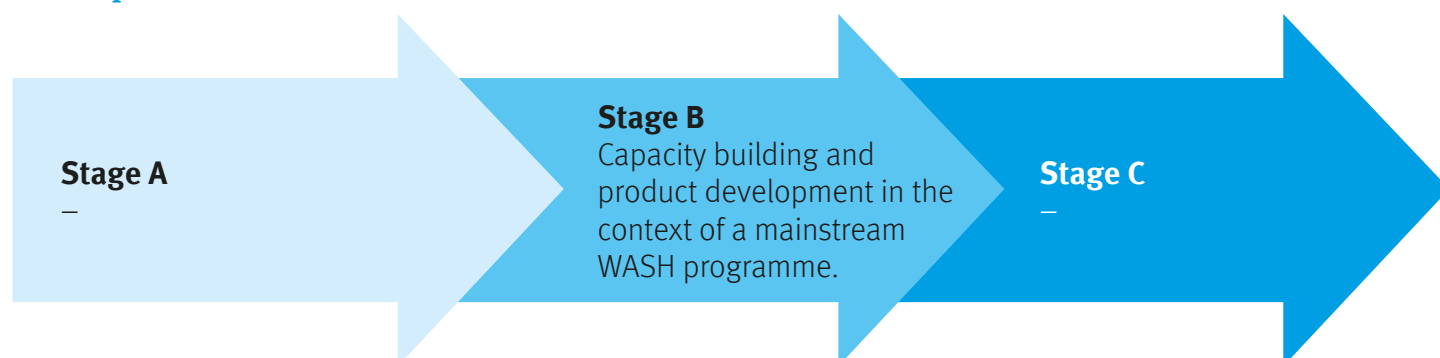 Stage A
–
Stage B
Capacity building and
product development in the
context of a mainstream
WASH programme.
Stage C
–